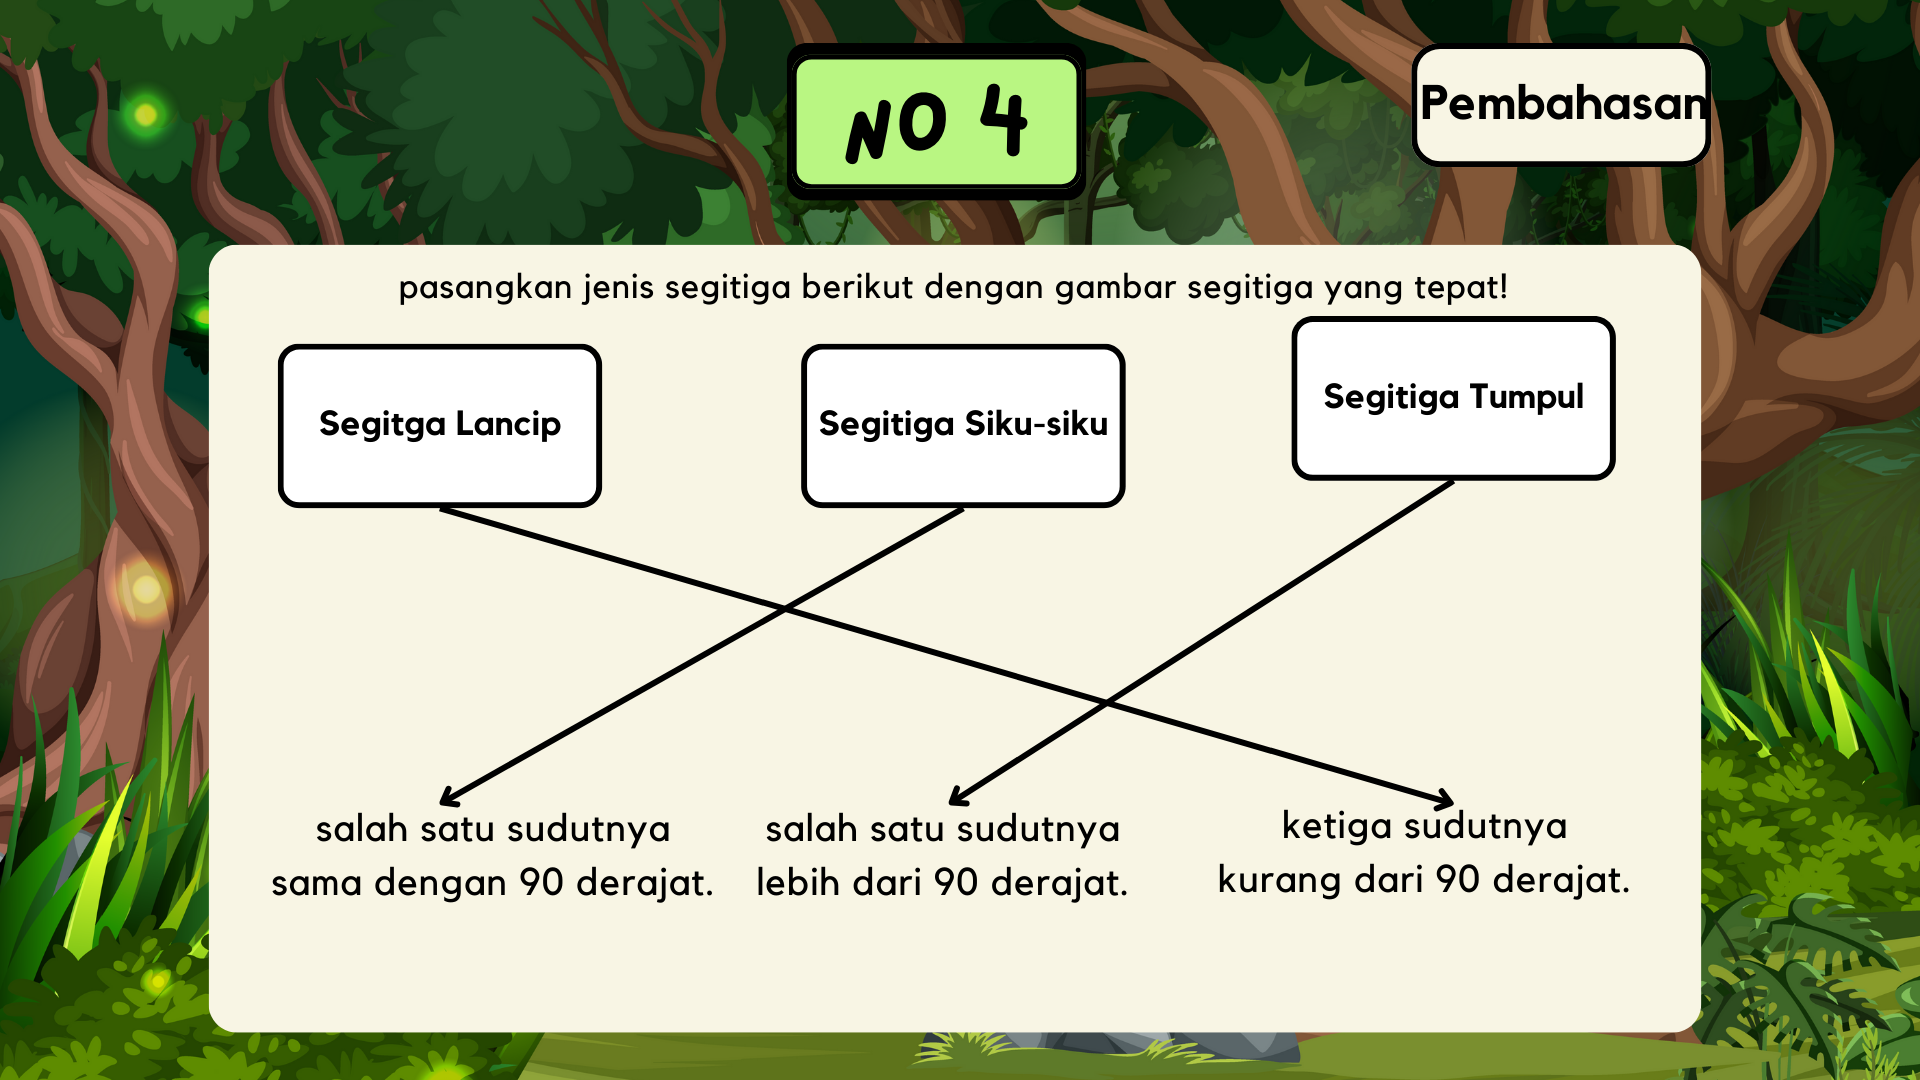 NO 4
Pembahasan
pasangkan jenis segitiga berikut dengan gambar segitiga yang tepat!
Segitga Lancip
Segitiga Siku-siku
Segitiga Tumpul
salah satu sudutnya
sama dengan 90 derajat.
salah satu sudutnya
lebih dari 90 derajat.
ketiga sudutnya
kurang dari 90 derajat.